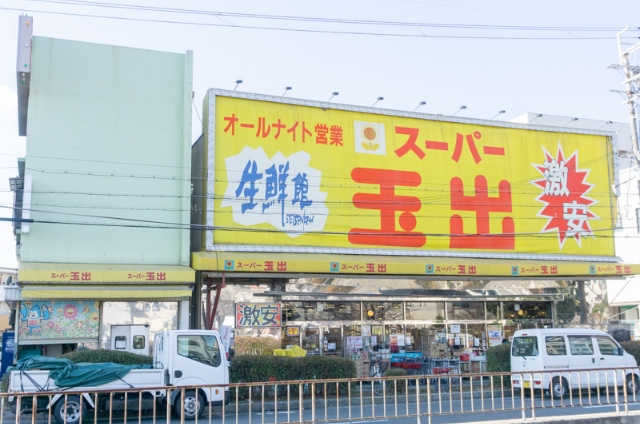 オールナイト営業
生鮮館
SEISENKAN
スーパー
玉出
激安
スーパー 玉出
スーパー 玉出
スーパー 玉出
スーパー 玉出
スーパー 玉出
スーパー 玉出
スーパー 玉出
激安